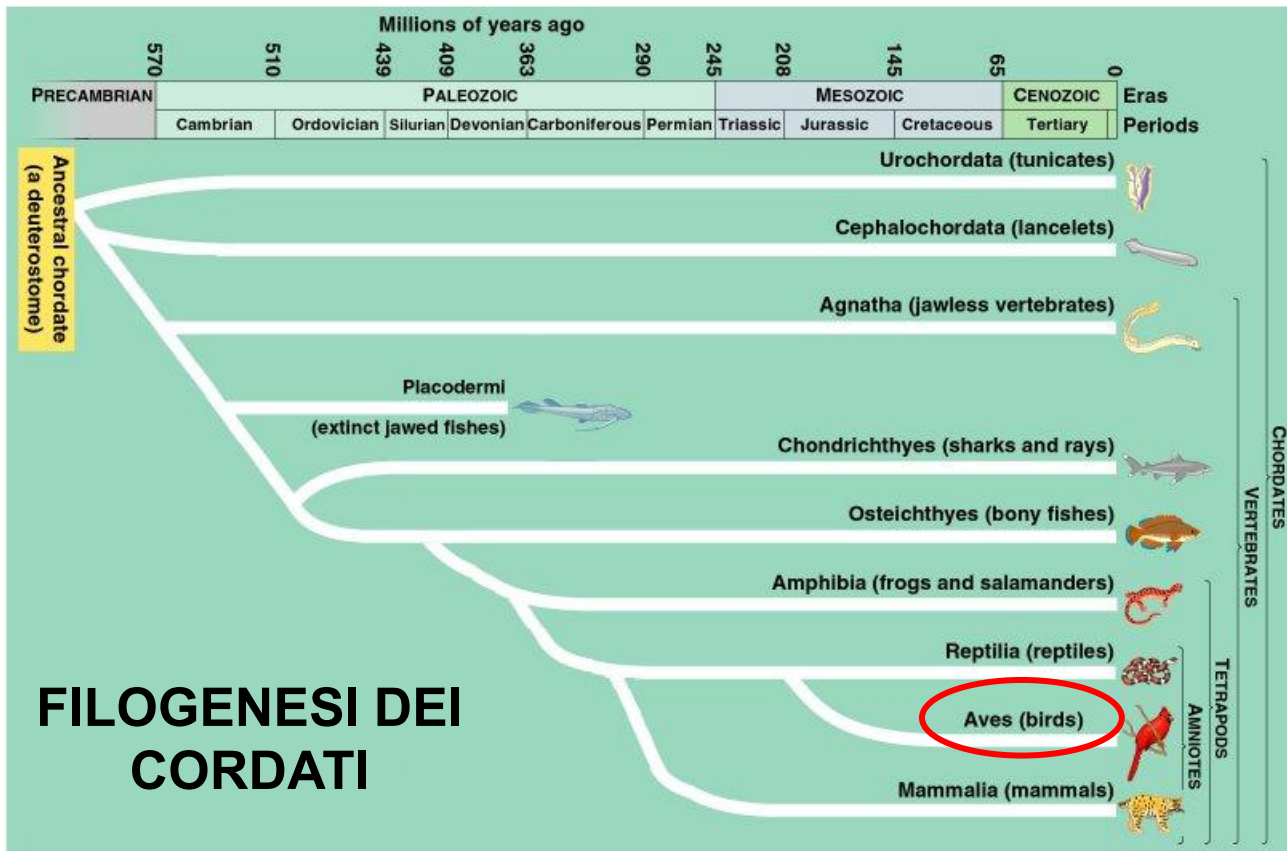 Millions of years ago
570 510 439 409 363 290 245 208 145 65 0
PRECAMBRIAN PALEOZOIC MESOZOIC CENOZOIC Eras
Cambrian Ordovician Silurian Devonian Carboniferous Permian Triassic Jurassic Cretaceous Tertiary Periods
Ancestral chordate
(a deuterostome)
Urochordata (tunicates)
Cephalochordata (lancelets)
Agnatha (jawless vertebrates)
Placodermi
(extinct jawed fishes)
Chondrichthyes (sharks and rays)
Osteichthyes (bony fishes)
Amphibia (frogs and salamanders)
Reptilia (reptiles)
Aves (birds)
Mammalia (mammals)
CHORDATES
VERTEBRATES
TETRAPODS
AMNIOTES
FILOGENESI DEI
CORDATI